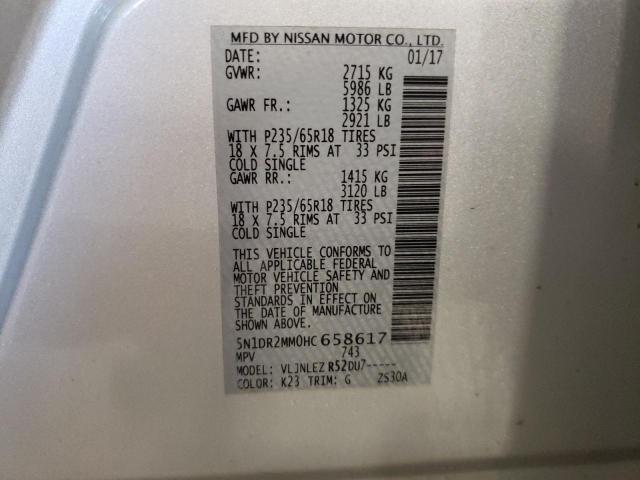 MFD BY NISSAN MOTOR CO., LTD.
DATE: 01/17
GVWR: 2715 KG
5986 LB
GAWR FR.: 1325 KG
2921 LB
WITH P235/65R18 TIRES
18 X 7.5 RIMS AT 33 PSI
COLD SINGLE
GAWR RR.: 1415 KG
3120 LB
WITH P235/65R18 TIRES
18 X 7.5 RIMS AT 33 PSI
COLD SINGLE
THIS VEHICLE CONFORMS TO
ALL APPLICABLE FEDERAL
MOTOR VEHICLE SAFETY AND
THEFT PREVENTION
STANDARDS IN EFFECT ON
THE DATE OF MANUFACTURE
SHOWN ABOVE.
5N1DR2MM0HC658617
MPV 743
MODEL: VLJNLEZ R52DU7-----
COLOR: K23 TRIM: G ZS30A